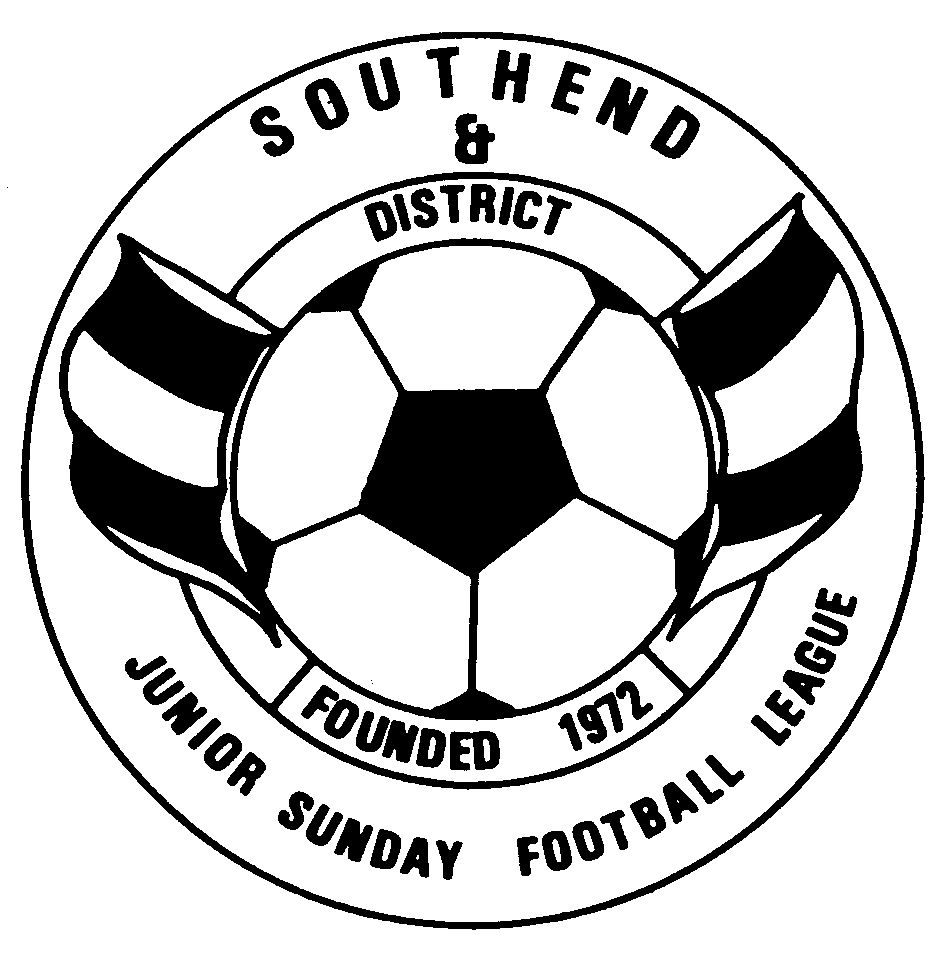 SOUTHEND
&
DISTRICT
FOUNDED 1972
JUNIOR SUNDAY FOOTBALL LEAGUE